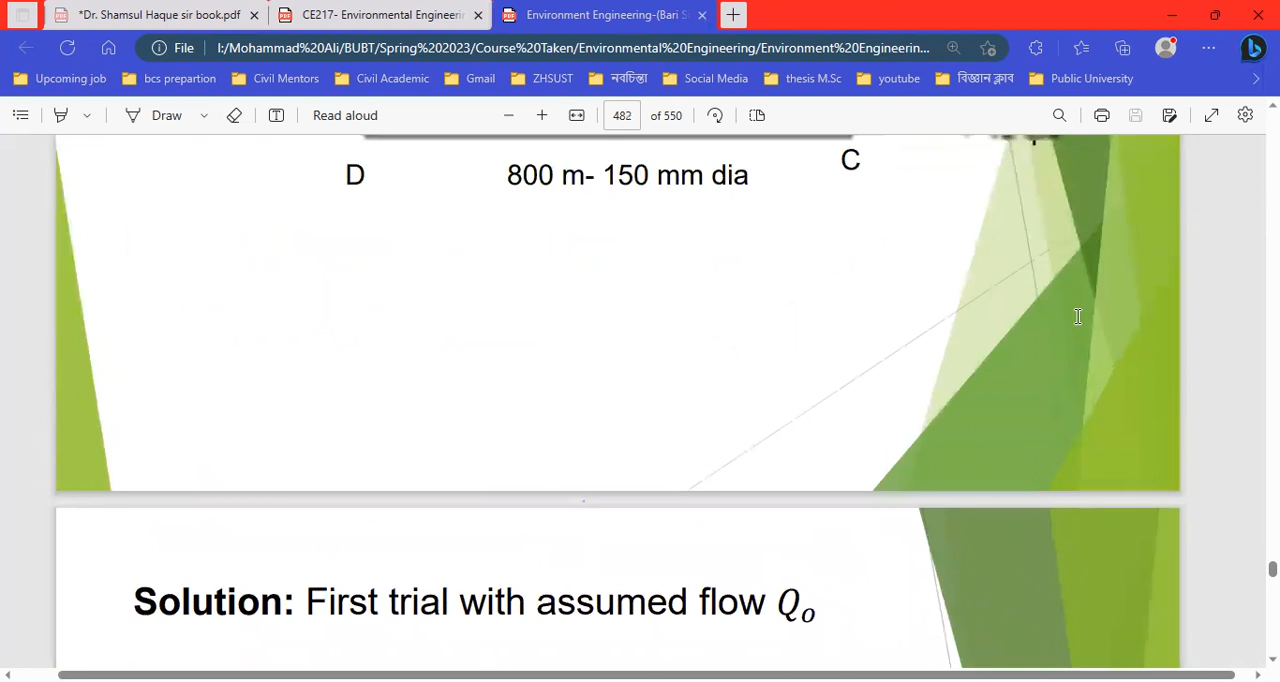 *Dr. Shamsul Haque sir book.pdf
CE217- Environmental Engineerin
Environment Engineering-(Bari S
File
I:/Mohammad%20Ali/BUBT/Spring%202023/Course%20Taken/Environmental%20Engineering/Environment%20Engineerin...
Upcoming job
bcs prepartion
Civil Mentors
Civil Academic
Gmail
ZHSUST
নবচিন্তা
Social Media
thesis M.Sc
youtube
বিজ্ঞান ক্লাব
Public University
Draw
Read aloud
482 of 550
D
800 m- 150 mm dia
C
Solution: First trial with assumed flow Qₒ